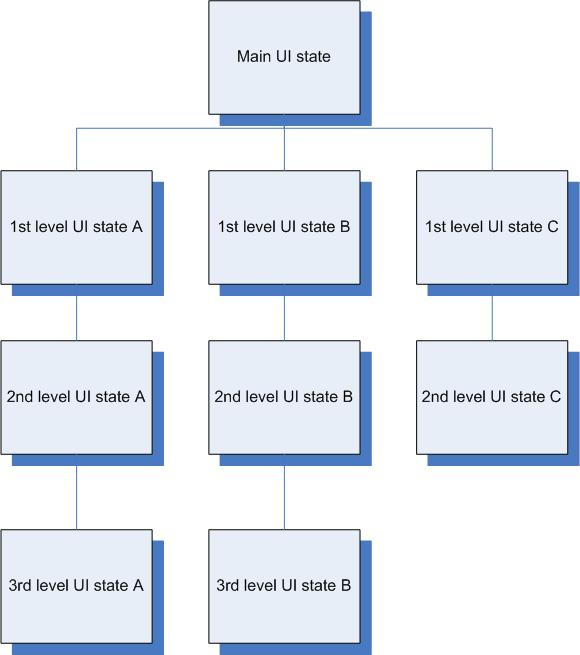 Main UI state
1st level UI state A
1st level UI state B
1st level UI state C
2nd level UI state A
2nd level UI state B
2nd level UI state C
3rd level UI state A
3rd level UI state B